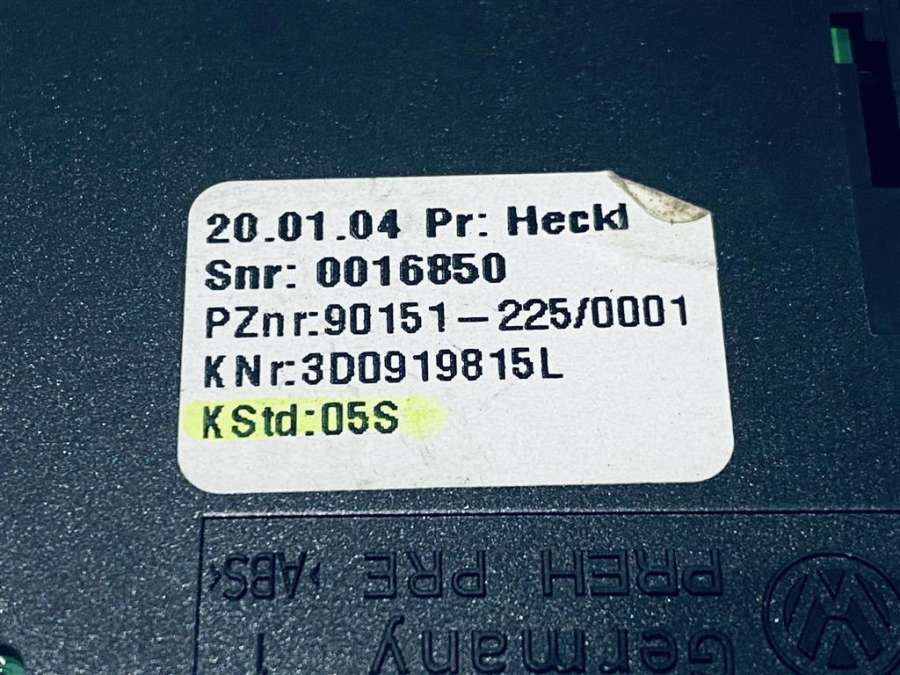 20.01.04 Pr: Heckl
Snr: 0016850
PZnr:90151-225/0001
KNr:3D0919815L
KStd:05S
PREH PRE >ABS<
Germany